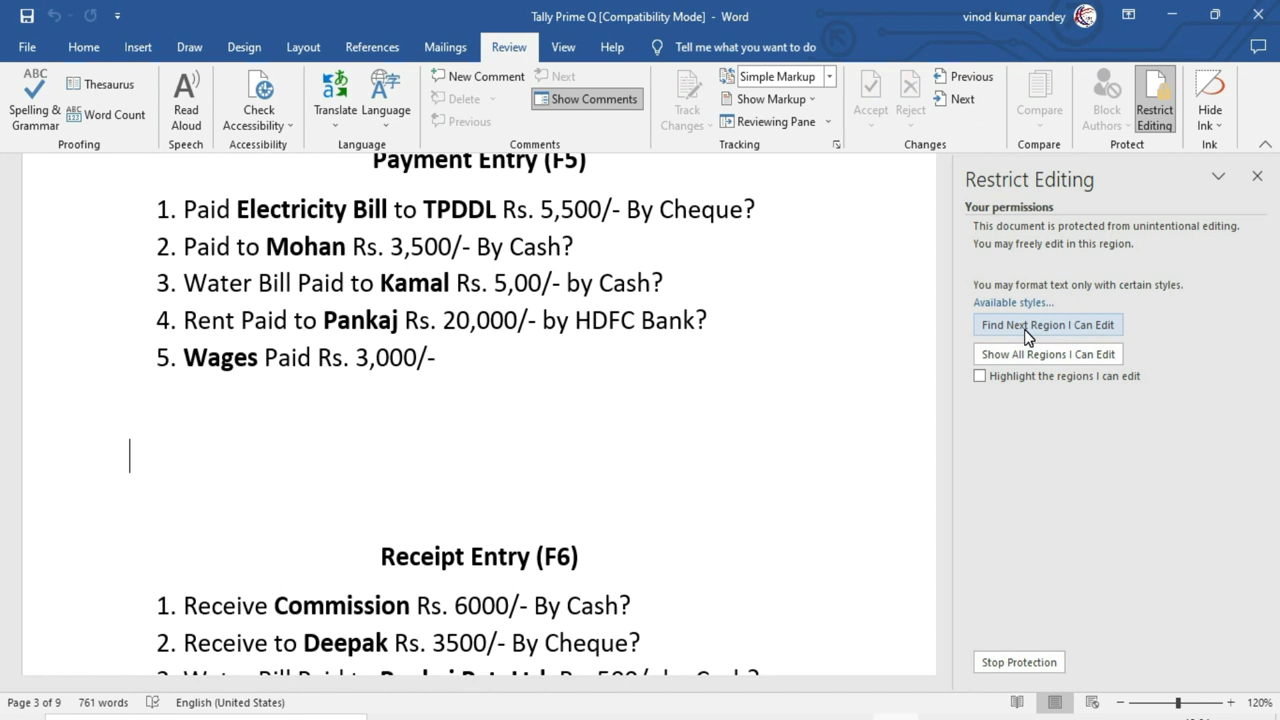 Tally Prime Q [Compatibility Mode] - Word
vinod kumar pandey
File Home Insert Draw Design Layout References Mailings Review View Help Tell me what you want to do
ABC
Spelling & Grammar
Thesaurus
ABC 123 Word Count
Proofing
Read Aloud
Speech
Check Accessibility
Accessibility
Translate
Language
Language
New Comment
Delete
Previous
Next
Show Comments
Comments
Track Changes
Simple Markup
Show Markup
Reviewing Pane
Tracking
Accept
Reject
Previous
Next
Changes
Compare
Compare
Block Authors
Restrict Editing
Protect
Hide Ink
Ink
Payment Entry (F5)
1. Paid Electricity Bill to TPDDL Rs. 5,500/- By Cheque?
2. Paid to Mohan Rs. 3,500/- By Cash?
3. Water Bill Paid to Kamal Rs. 5,00/- by Cash?
4. Rent Paid to Pankaj Rs. 20,000/- by HDFC Bank?
5. Wages Paid Rs. 3,000/-
Receipt Entry (F6)
1. Receive Commission Rs. 6000/- By Cash?
2. Receive to Deepak Rs. 3500/- By Cheque?
Restrict Editing
Your permissions
This document is protected from unintentional editing.
You may freely edit in this region.
You may format text only with certain styles.
Available styles...
Find Next Region I Can Edit
Show All Regions I Can Edit
Highlight the regions I can edit
Stop Protection
Page 3 of 9
761 words
English (United States)
120%